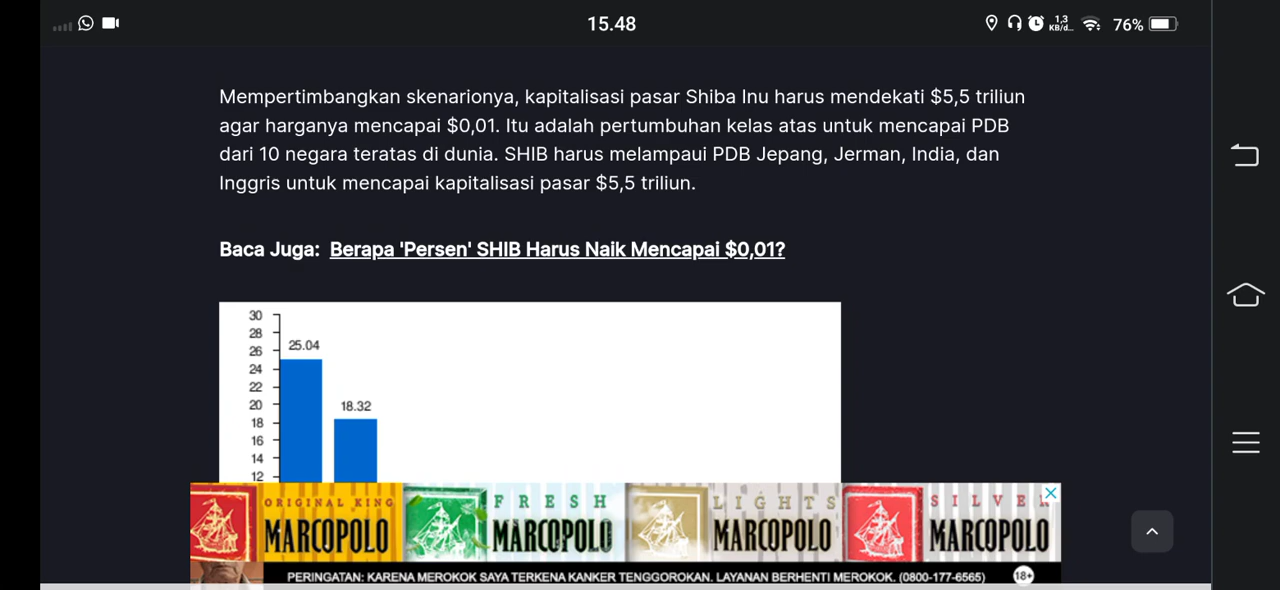 15.48
1,3
KB/d...
76%
Mempertimbangkan skenarionya, kapitalisasi pasar Shiba Inu harus mendekati $5,5 triliun
agar harganya mencapai $0,01. Itu adalah pertumbuhan kelas atas untuk mencapai PDB
dari 10 negara teratas di dunia. SHIB harus melampaui PDB Jepang, Jerman, India, dan
Inggris untuk mencapai kapitalisasi pasar $5,5 triliun.
Baca Juga: Berapa 'Persen' SHIB Harus Naik Mencapai $0,01?
30
28
26
24
22
20
18
16
14
12
25.04
18.32
ORIGINAL KING
MARCOPOLO
FRESH
MARCOPOLO
LIGHTS
MARCOPOLO
SILVER
MARCOPOLO
PERINGATAN: KARENA MEROKOK SAYA TERKENA KANKER TENGGOROKAN. LAYANAN BERHENTI MEROKOK. (0800-177-6565)
18+